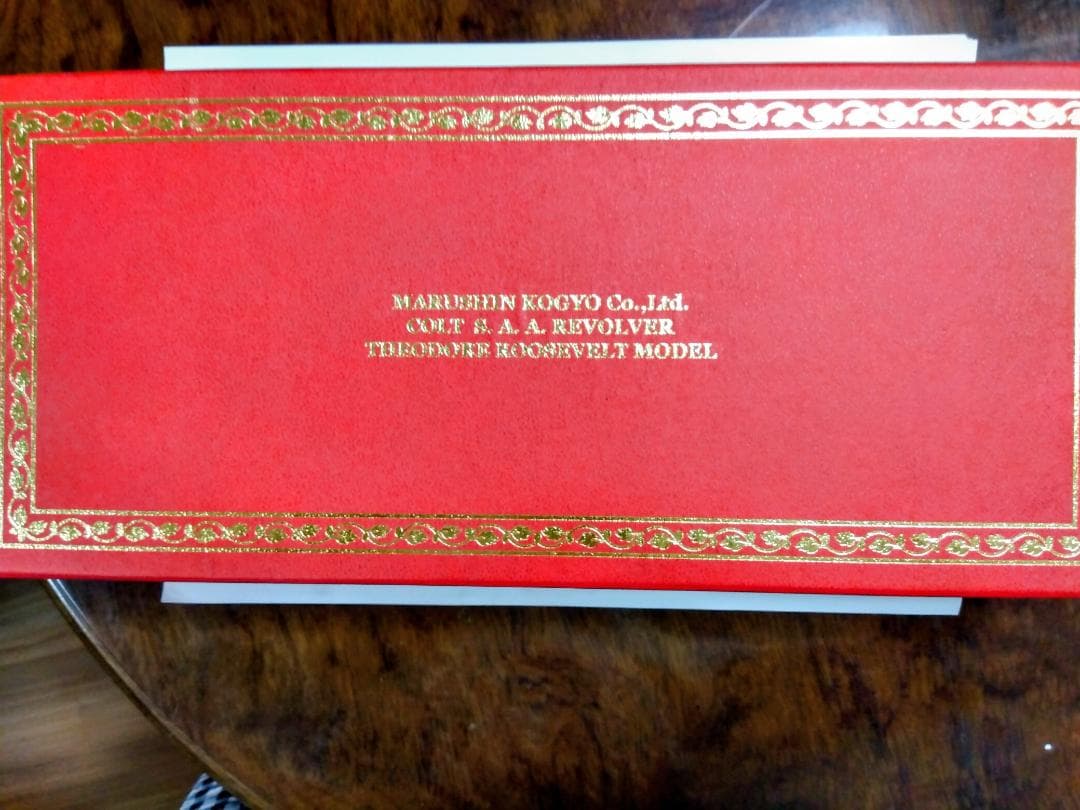 MARUSHIN KOGYO Co.,Ltd.
COLT S. A. A. REVOLVER
THEODORE ROOSEVELT MODEL